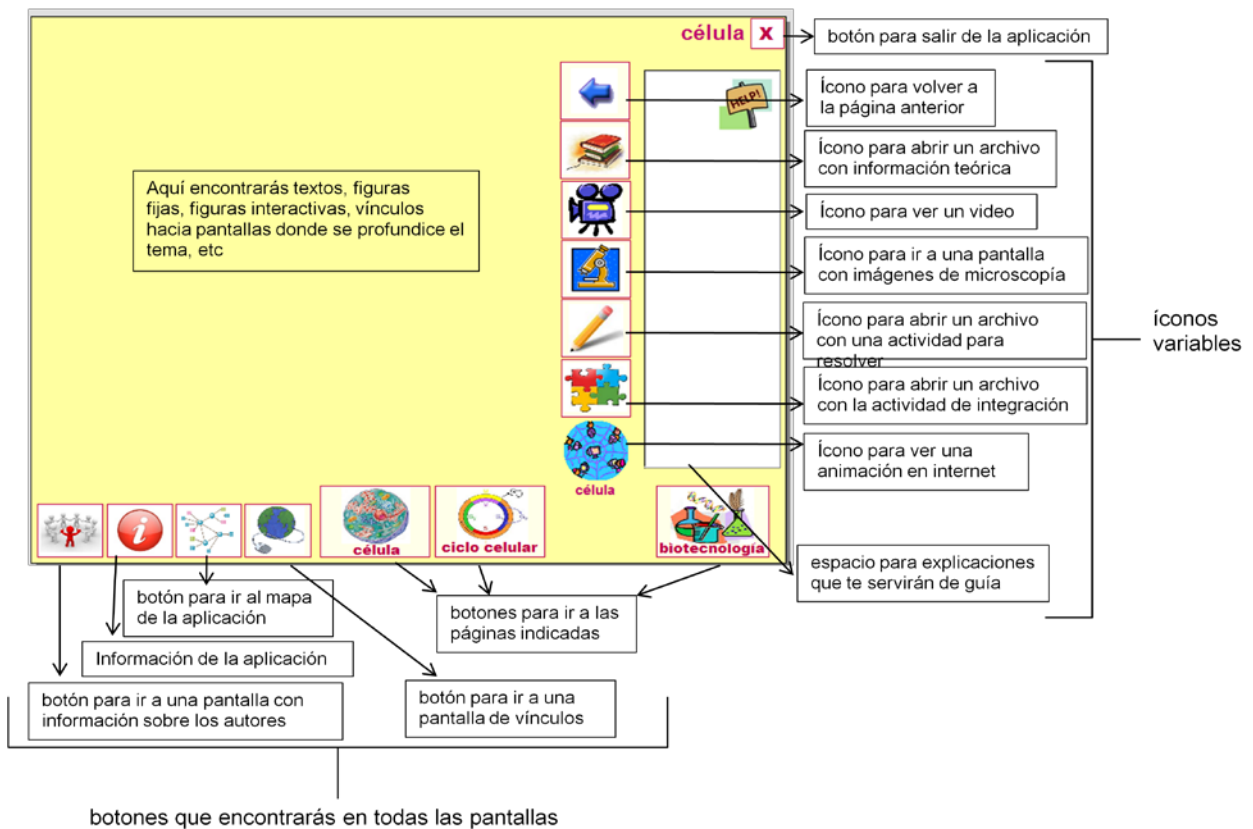 célula X
botón para salir de la aplicación
HELP!
Ícono para volver a
la página anterior
Ícono para abrir un archivo
con información teórica
Aquí encontrarás textos, figuras
fijas, figuras interactivas, vínculos
hacia pantallas donde se profundice el
tema, etc
Ícono para ver un video
Ícono para ir a una pantalla
con imágenes de microscopía
Ícono para abrir un archivo
con una actividad para
resolver
íconos
variables
Ícono para abrir un archivo
con la actividad de integración
Ícono para ver una
animación en internet
célula
i
célula
ciclo celular
biotecnología
espacio para explicaciones
que te servirán de guía
botón para ir al mapa
de la aplicación
botones para ir a las
páginas indicadas
Información de la aplicación
botón para ir a una pantalla con
información sobre los autores
botón para ir a una
pantalla de vínculos
botones que encontrarás en todas las pantallas